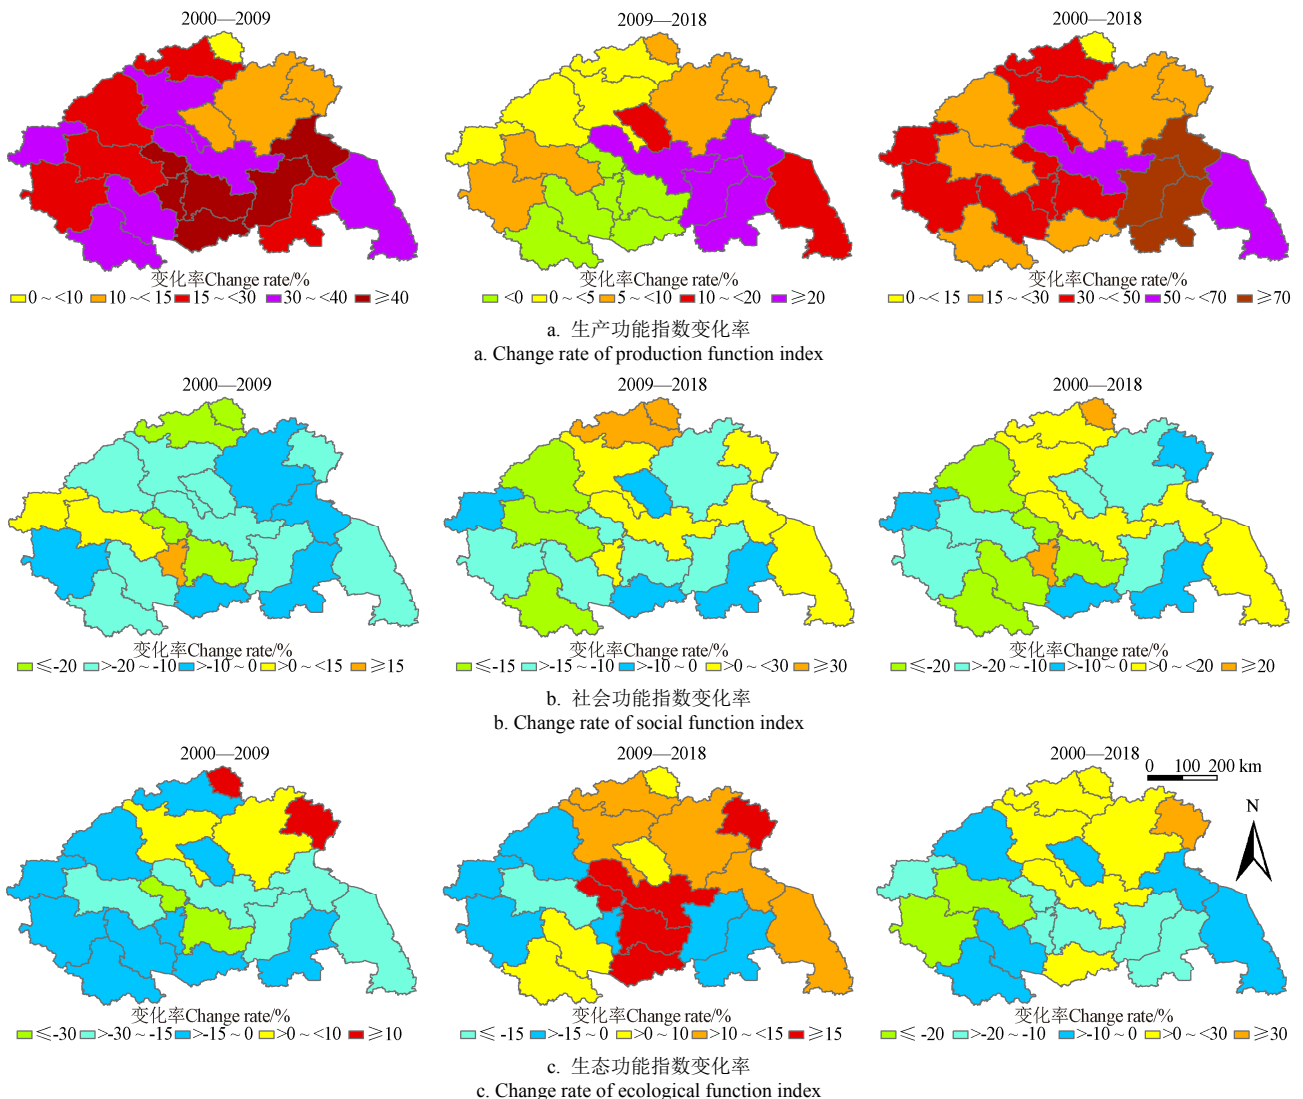 2000—2009
2009—2018
2000—2018
变化率Change rate/%
0～<10 10～<15 15～<30 30～<40 ≥40
变化率Change rate/%
<0 0～<5 5～<10 10～<20 ≥20
变化率Change rate/%
0～<15 15～<30 30～<50 50～<70 ≥70
a. 生产功能指数变化率
a. Change rate of production function index
2000—2009
2009—2018
2000—2018
变化率Change rate/%
≤-20 >-20～-10 >-10～0 >0～<15 ≥15
变化率Change rate/%
≤-15 >-15～-10 >-10～0 >0～<30 ≥30
变化率Change rate/%
≤-20 >-20～-10 >-10～0 >0～<20 ≥20
b. 社会功能指数变化率
b. Change rate of social function index
2000—2009
2009—2018
2000—2018
0 100 200 km
N
变化率Change rate/%
≤-30 >-30～-15 >-15～0 >0～<10 ≥10
变化率Change rate/%
≤-15 >-15～0 >0～10 >10～<15 ≥15
变化率Change rate/%
≤-20 >-20～-10 >-10～0 >0～<30 ≥30
c. 生态功能指数变化率
c. Change rate of ecological function index